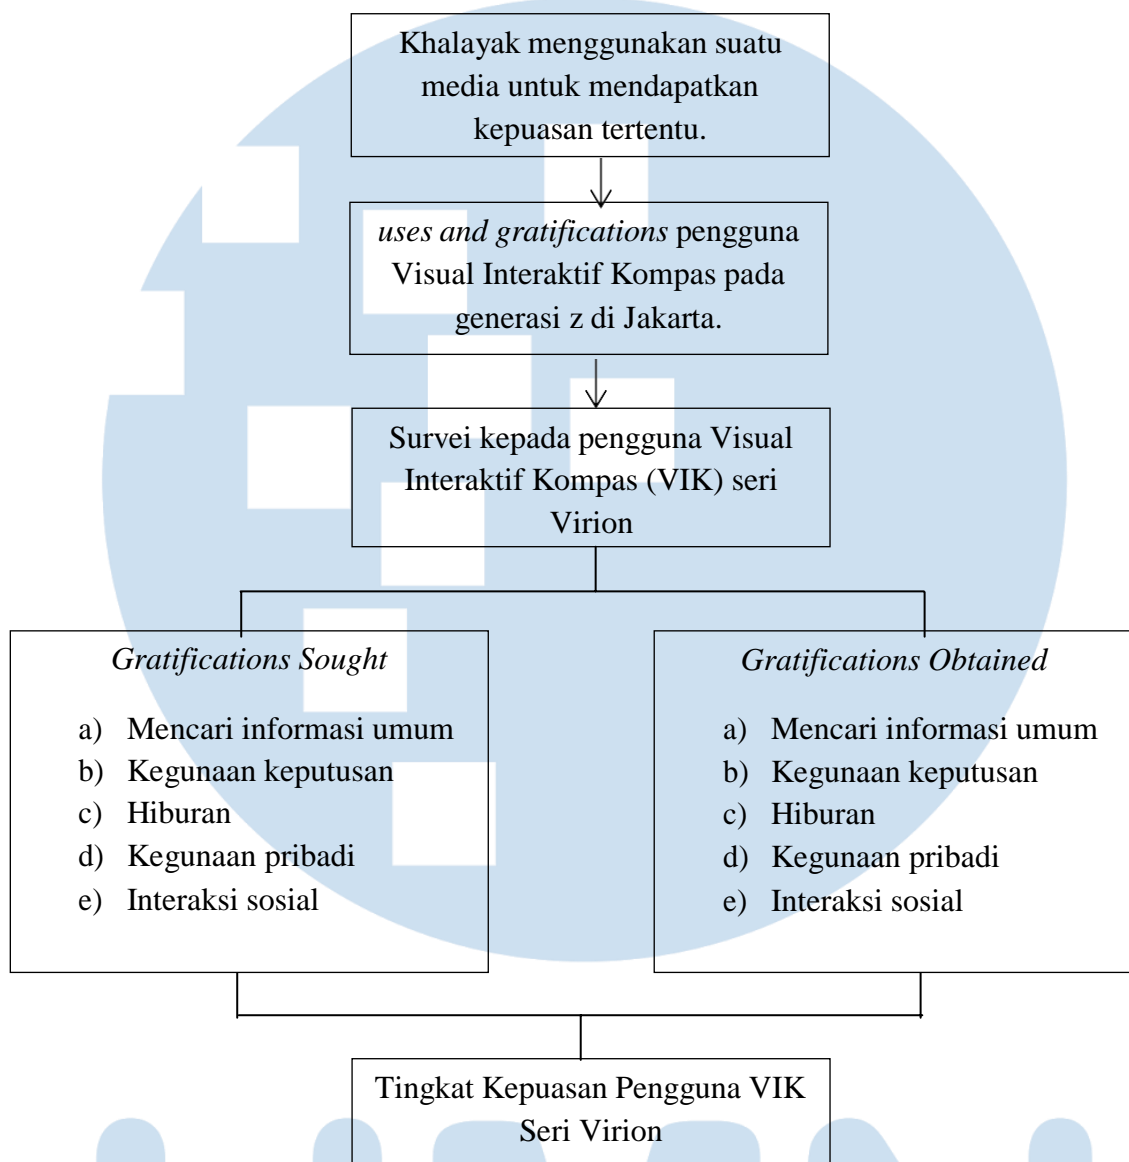 Khalayak menggunakan suatu
media untuk mendapatkan
kepuasan tertentu.
uses and gratifications pengguna
Visual Interaktif Kompas pada
generasi z di Jakarta.
Survei kepada pengguna Visual
Interaktif Kompas (VIK) seri
Virion
Gratifications Sought
a) Mencari informasi umum
b) Kegunaan keputusan
c) Hiburan
d) Kegunaan pribadi
e) Interaksi sosial
Gratifications Obtained
a) Mencari informasi umum
b) Kegunaan keputusan
c) Hiburan
d) Kegunaan pribadi
e) Interaksi sosial
Tingkat Kepuasan Pengguna VIK
Seri Virion